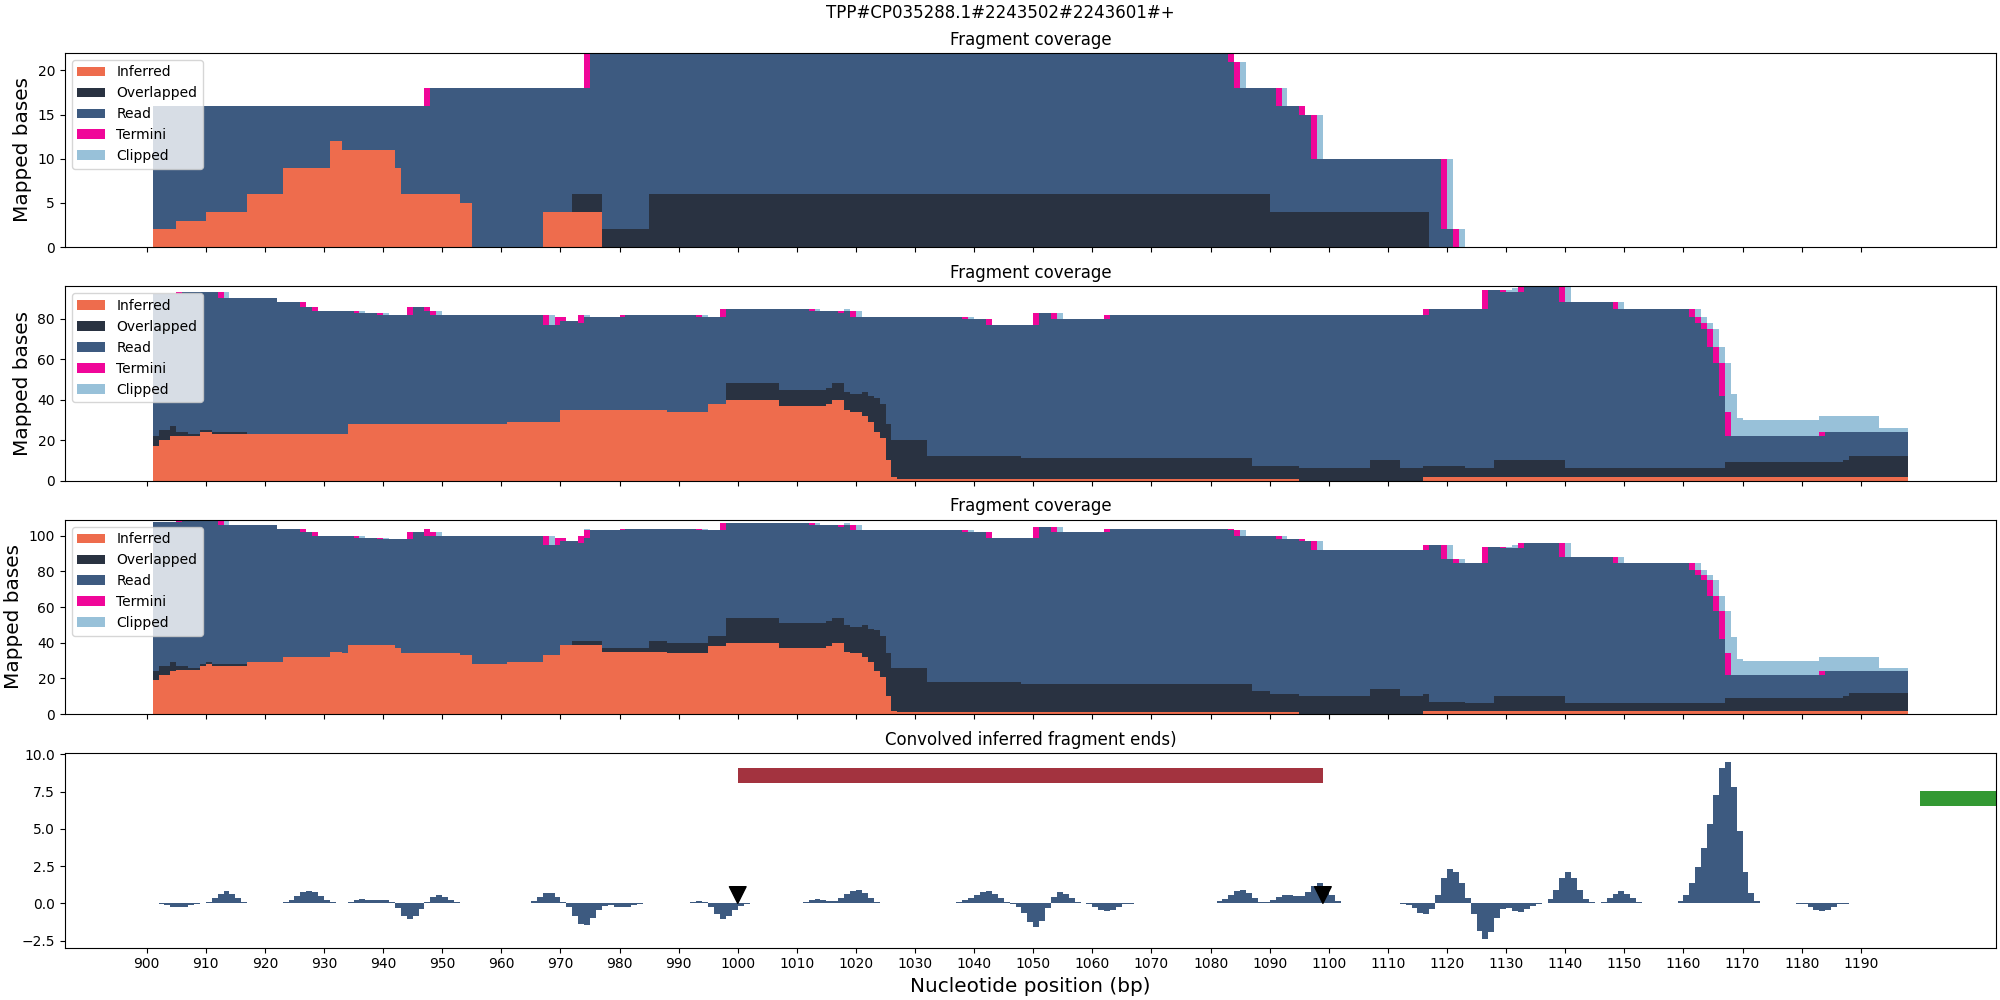 TPP#CP035288.1#2243502#2243601#+
Fragment coverage
Mapped bases
20
15
10
5
0
Inferred
Overlapped
Read
Termini
Clipped
Fragment coverage
Mapped bases
80
60
40
20
0
Inferred
Overlapped
Read
Termini
Clipped
Fragment coverage
Mapped bases
100
80
60
40
20
0
Inferred
Overlapped
Read
Termini
Clipped
Convolved inferred fragment ends)
10.0
7.5
5.0
2.5
0.0
−2.5
900 910 920 930 940 950 960 970 980 990 1000 1010 1020 1030 1040 1050 1060 1070 1080 1090 1100 1110 1120 1130 1140 1150 1160 1170 1180 1190
Nucleotide position (bp)